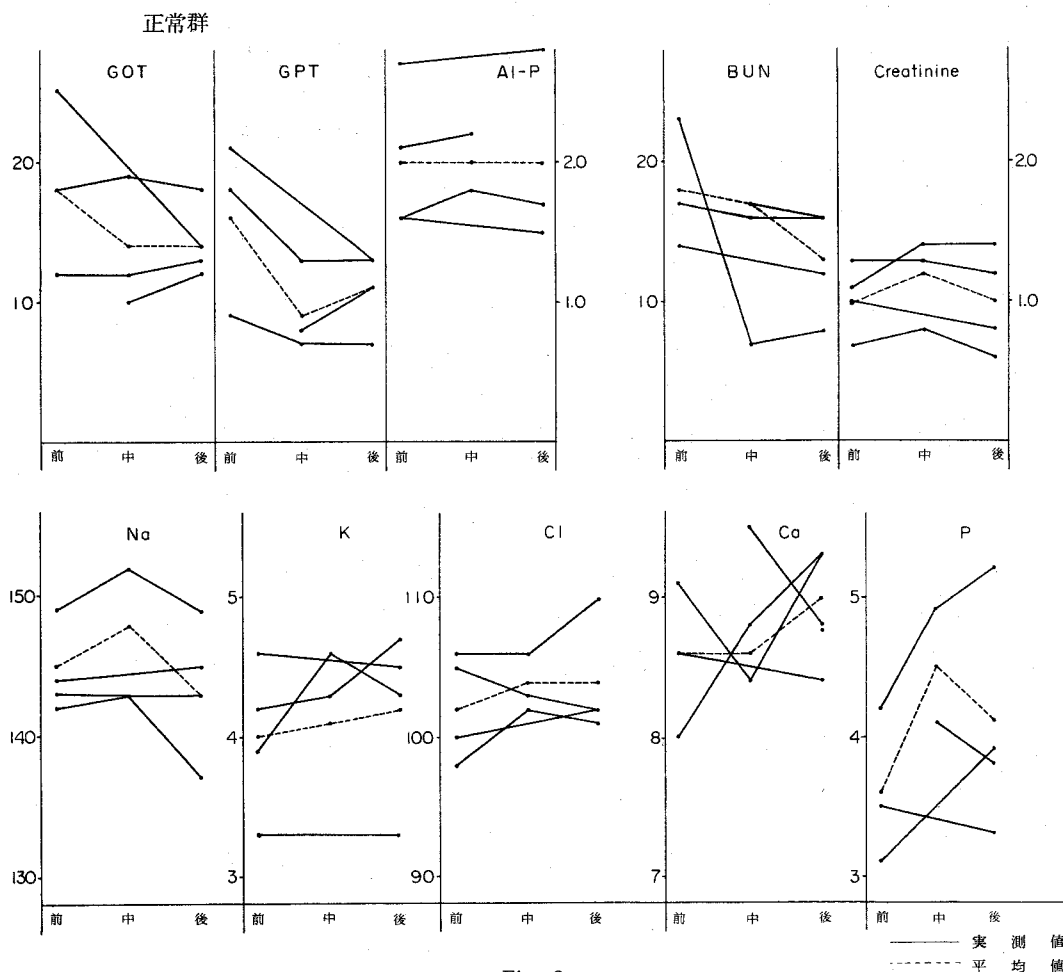 正常群
GOT GPT Al-P BUN Creatinine
20 2.0 20 2.0
10 1.0 10 1.0
前 中 後 前 中 後 前 中 後 前 中 後 前 中 後
Na K Cl Ca P
150 5 110 9 5
140 4 100 8 4
130 3 90 7 3
前 中 後 前 中 後 前 中 後 前 中 後 前 中 後
実測値
平均値